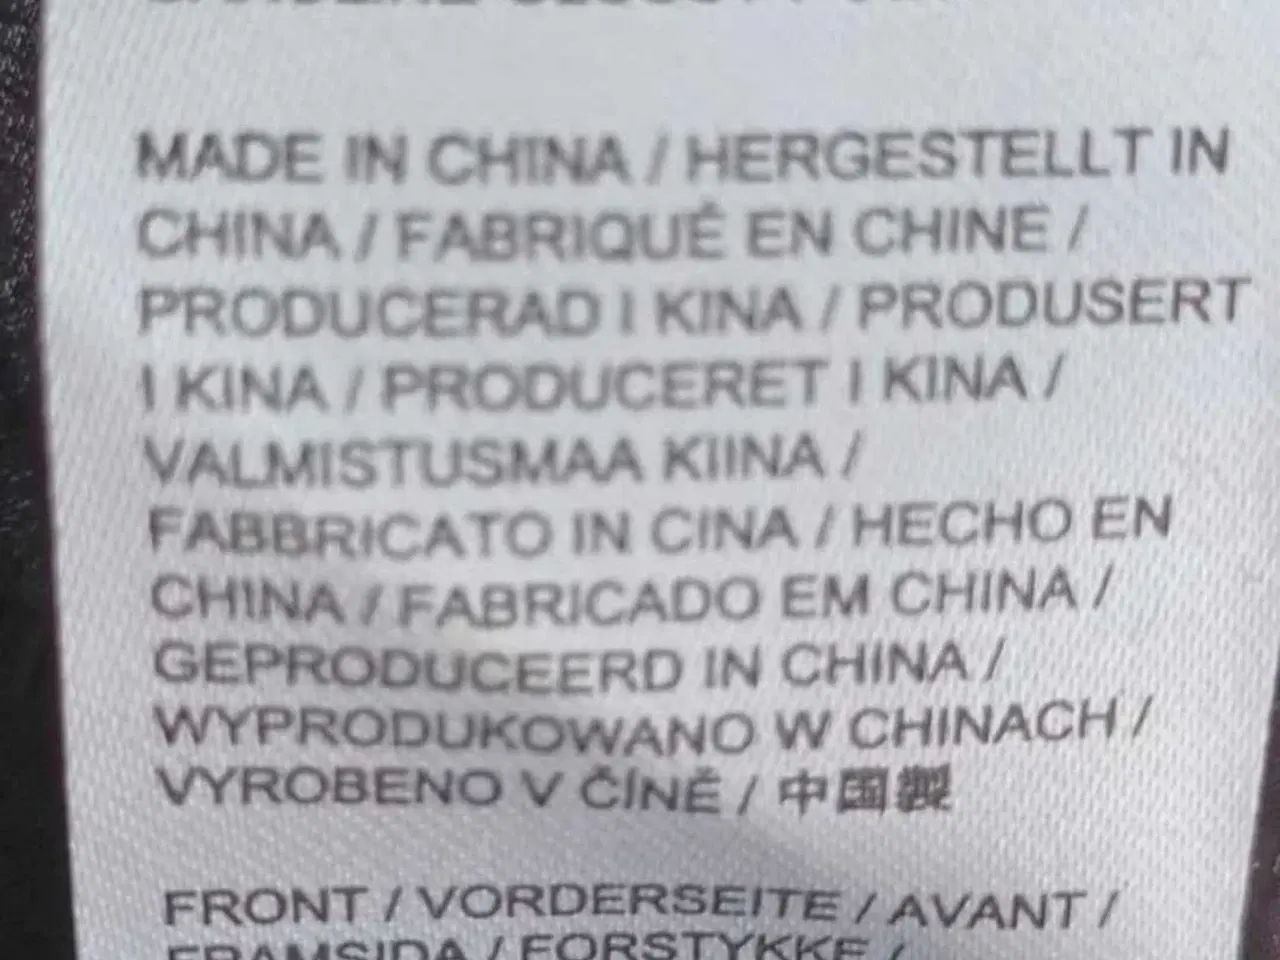 MADE IN CHINA / HERGESTELLT IN
CHINA / FABRIQUÉ EN CHINE /
PRODUCERAD I KINA / PRODUSERT
I KINA / PRODUCERET I KINA /
VALMISTUSMAA KIINA /
FABBRICATO IN CINA / HECHO EN
CHINA / FABRICADO EM CHINA /
GEPRODUCEERD IN CHINA /
WYPRODUKOWANO W CHINACH /
VYROBENO V ČÍNĚ / 中国製
FRONT / VORDERSEITE / AVANT /
FRAMSIDA / FORSTYKKE /